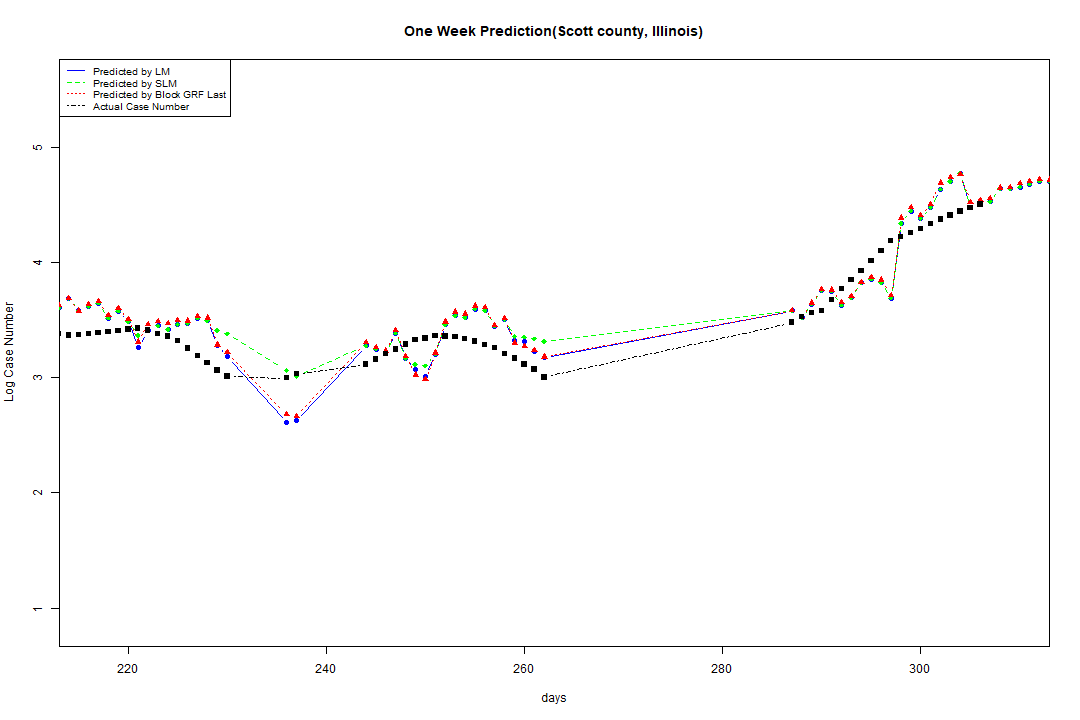 One Week Prediction(Scott county, Illinois)
Predicted by LM
Predicted by SLM
Predicted by Block GRF Last
Actual Case Number
5
4
3
2
1
Log Case Number
220
240
260
280
300
days